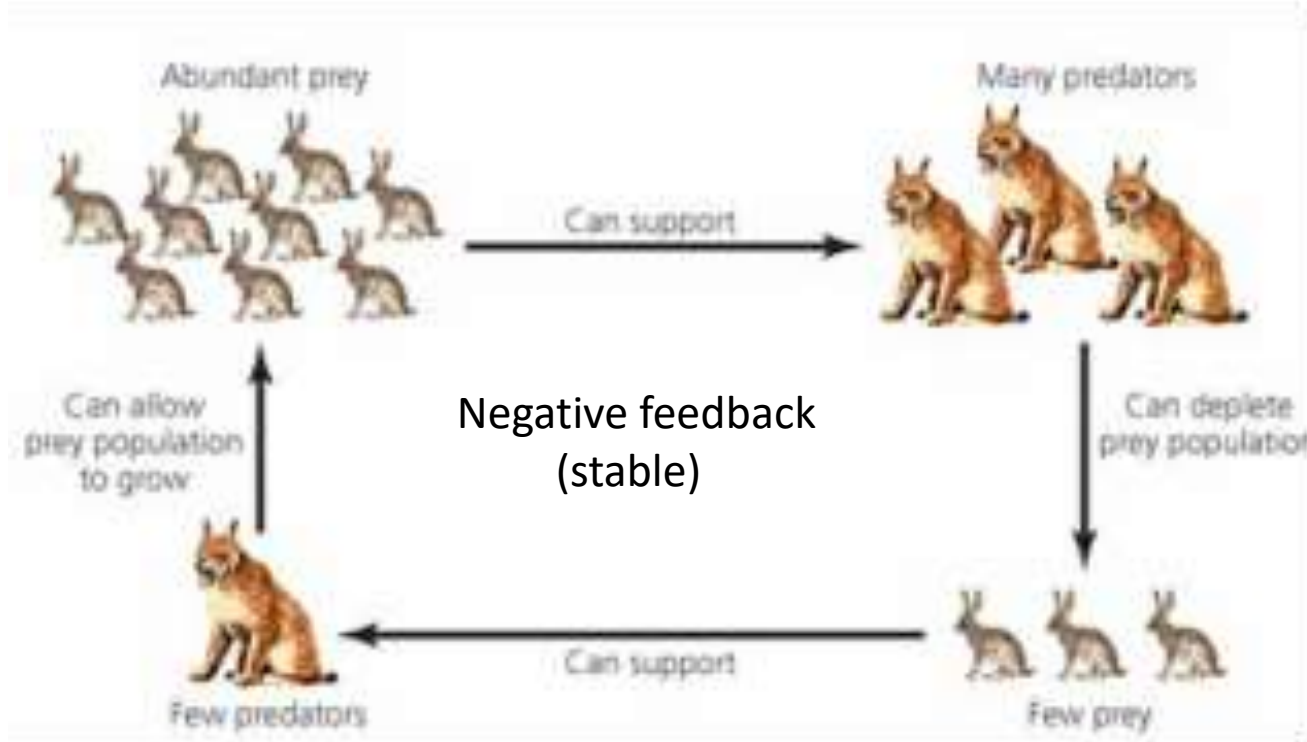 Abundant prey
Many predators
Can support
Can allow
prey population
to grow
Negative feedback
(stable)
Can deplete
prey population
Can support
Few predators
Few prey